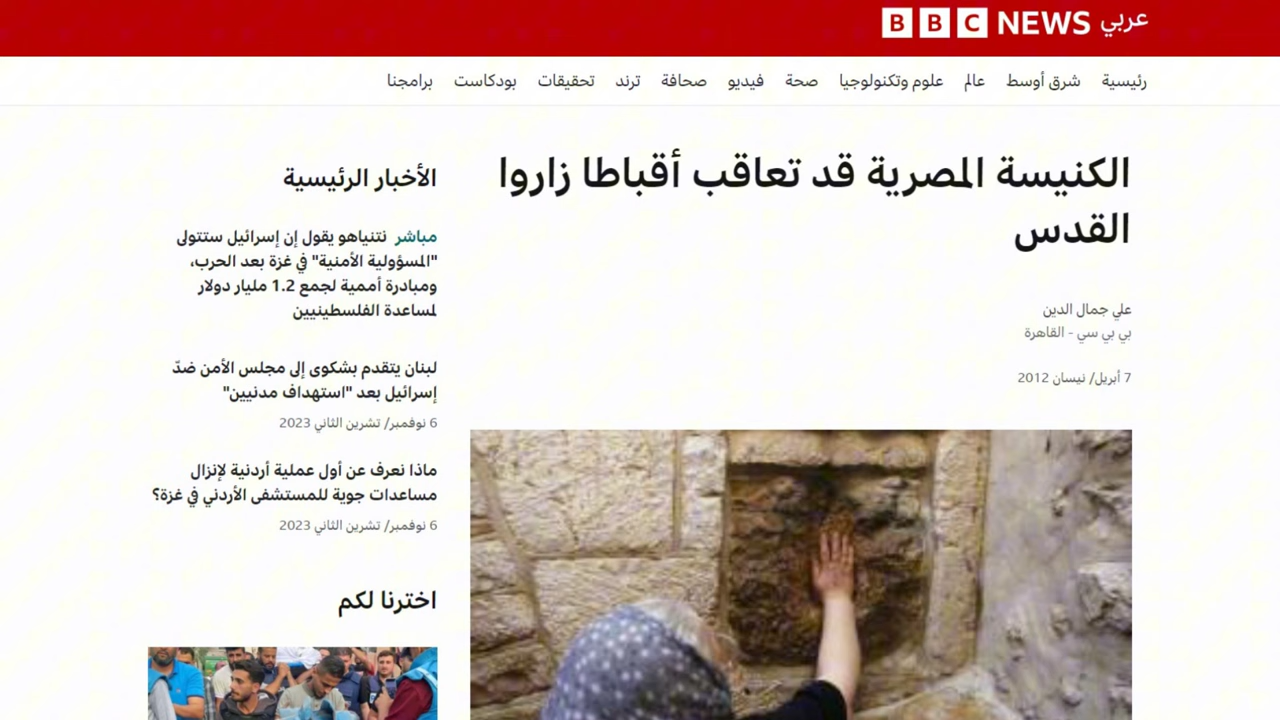 BBC NEWS عربي
رئيسية شرق أوسط عالم علوم وتكنولوجيا صحة فيديو صحافة ترند تحقيقات بودكاست برامجنا
الكنيسة المصرية قد تعاقب أقباطا زاروا
القدس
علي جمال الدين
بي بي سي - القاهرة
7 أبريل/ نيسان 2012
الأخبار الرئيسية
مباشر نتنياهو يقول إن إسرائيل ستتولى
"المسؤولية الأمنية" في غزة بعد الحرب،
ومبادرة أممية لجمع 1.2 مليار دولار
لمساعدة الفلسطينيين
لبنان يتقدم بشكوى إلى مجلس الأمن ضدّ
إسرائيل بعد "استهداف مدنيين"
6 نوفمبر/ تشرين الثاني 2023
ماذا نعرف عن أول عملية أردنية لإنزال
مساعدات جوية للمستشفى الأردني في غزة؟
6 نوفمبر/ تشرين الثاني 2023
اخترنا لكم